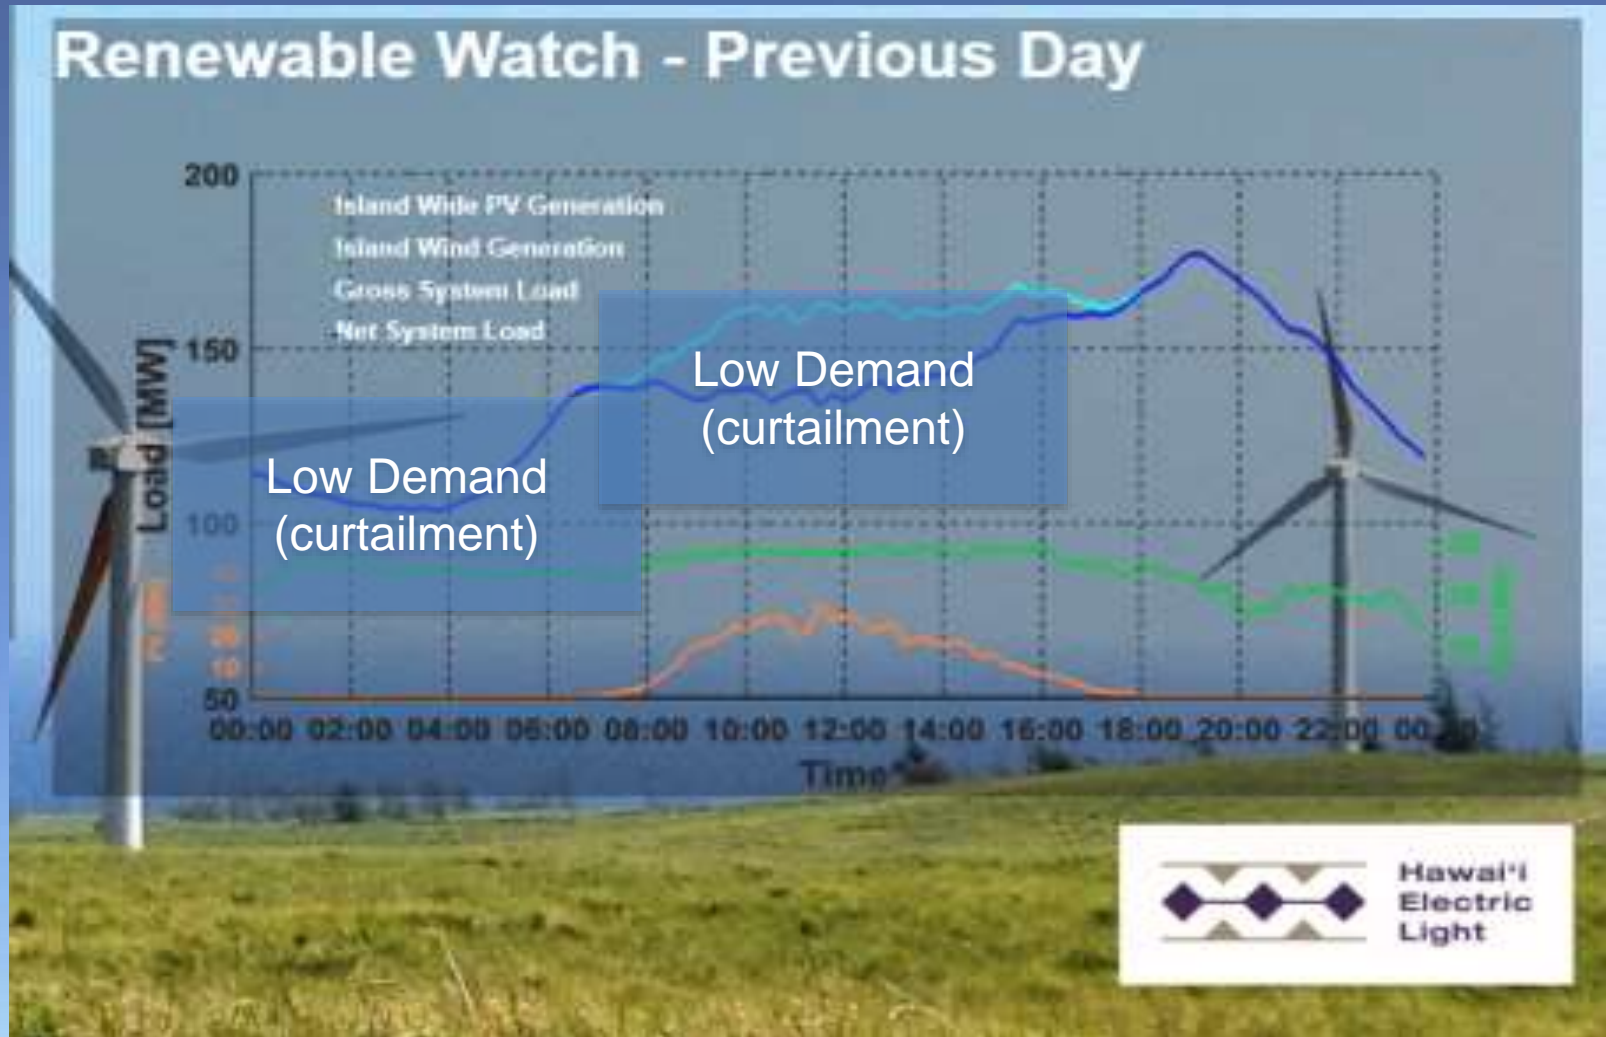 Renewable Watch - Previous Day
200
Island Wide PV Generation
Island Wind Generation
Gross System Load
Net System Load
150
Low Demand
(curtailment)
Low Demand
(curtailment)
Load [MW]
100
50
00:00 02:00 04:00 06:00 08:00 10:00 12:00 14:00 16:00 18:00 20:00 22:00
Time
Hawai'i
Electric
Light